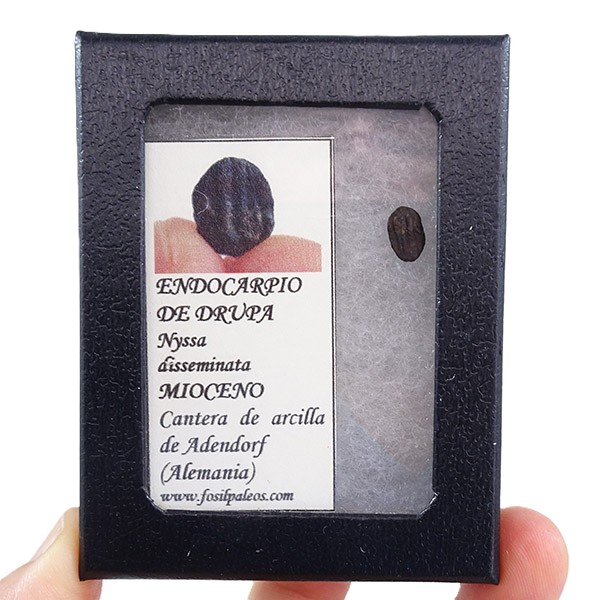 ENDOCARPIO
DE DRUPA
Nyssa
disseminata
MIOCENO
Cantera de arcilla
de Adendorf
(Alemania)
www.fosilpaleos.com